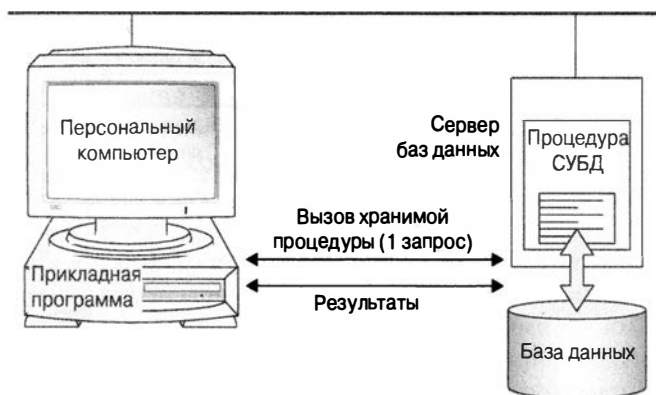 Персональный
компьютер
Прикладная
программа
Сервер
баз данных
Процедура
СУБД
Вызов хранимой
процедуры (1 запрос)
Результаты
База данных